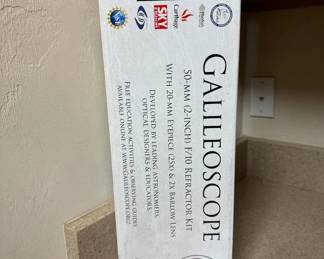 GALILEOSCOPE
50-MM (2-INCH) F/10 REFRACTOR KIT
WITH 20-MM EYEPIECE (25X) & 2X BARLOW LENS
DEVELOPED BY LEADING ASTRONOMERS,
OPTICAL DESIGNERS & EDUCATORS.
FREE EDUCATION ACTIVITIES & OBSERVING GUIDES
AVAILABLE ONLINE AT WWW.GALILEOSCOPE.ORG
Carthage
SKY